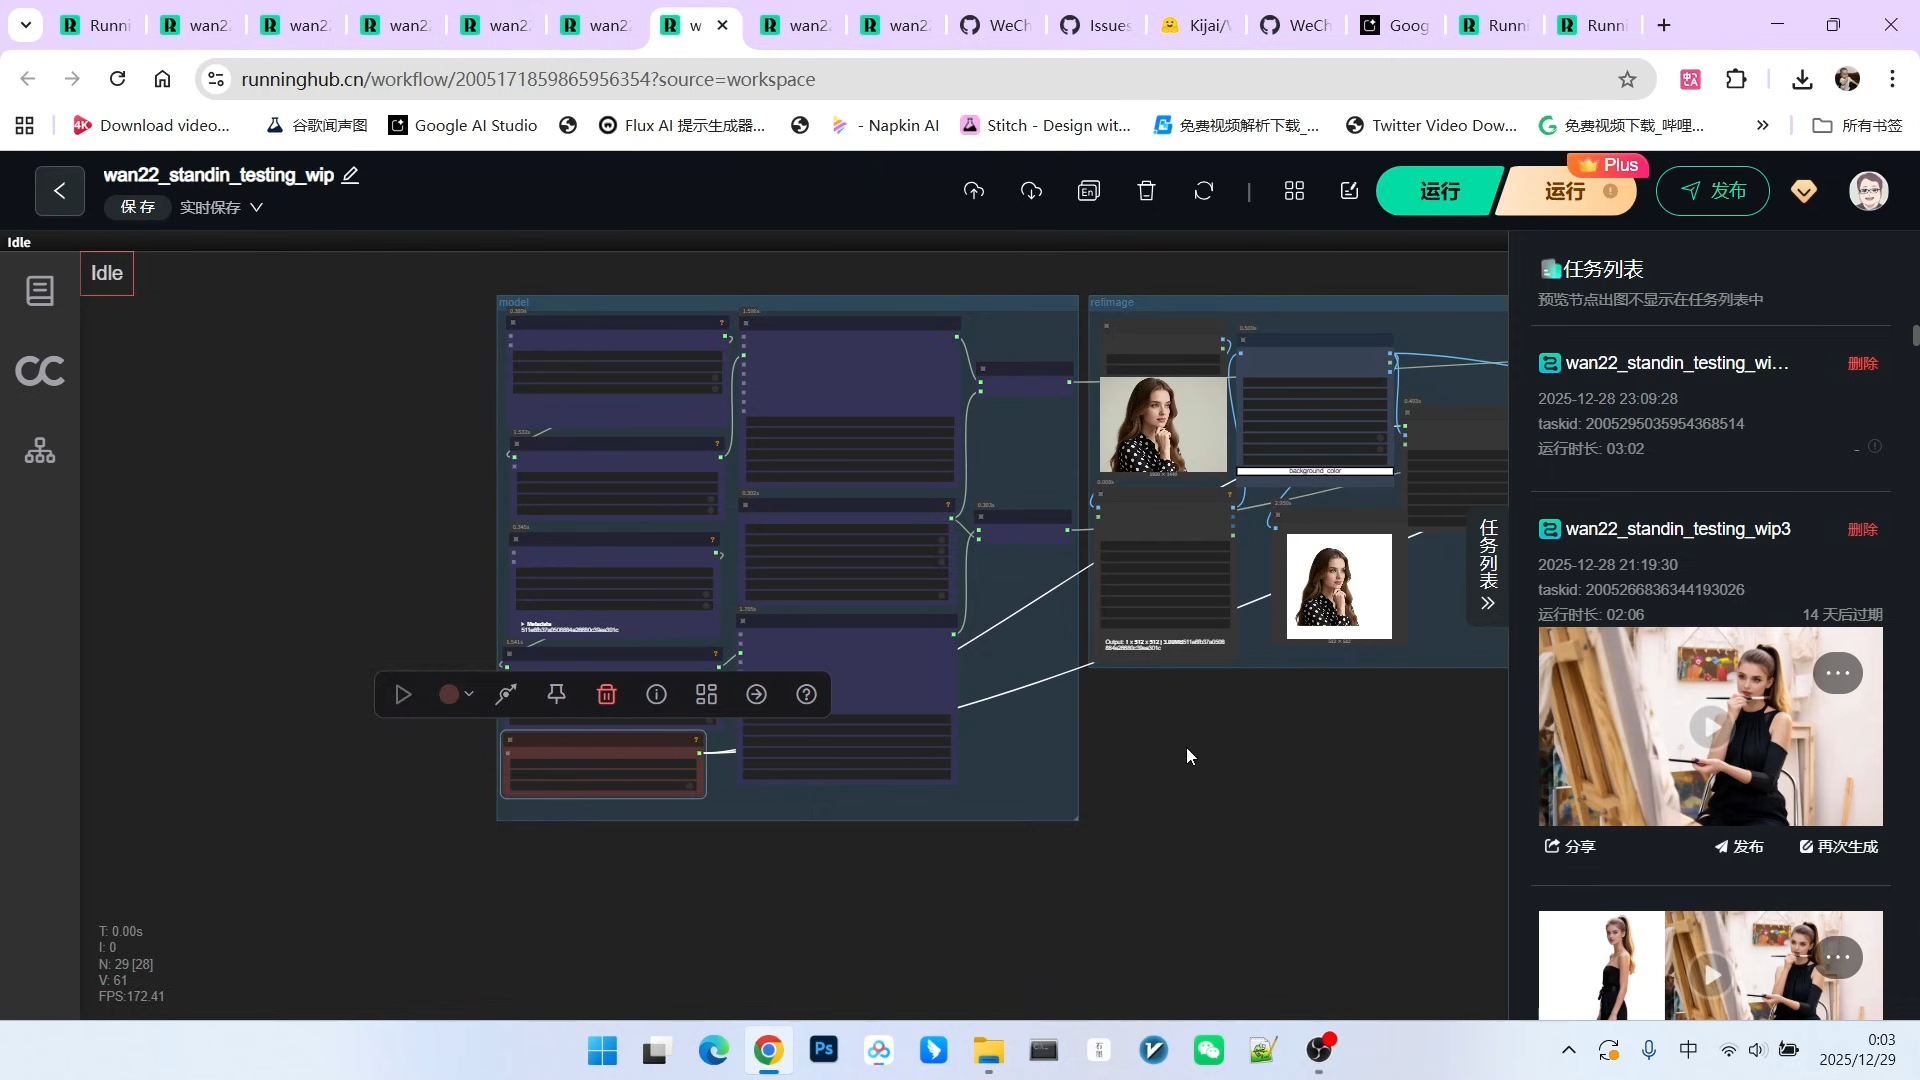 Runni
wan2
wan2
wan2
wan2
wan2
w
wan2
wan2
WeCh
Issues
Kijai/
WeCh
Goog
Runni
Runni
runninghub.cn/workflow/2005171859865956354?source=workspace
Download video...
谷歌闻声图
Google AI Studio
Flux AI 提示生成器...
- Napkin AI
Stitch - Design wit...
免费视频解析下载_...
Twitter Video Dow...
免费视频下载_哔哩...
所有书签
wan22_standin_testing_wip
保存
实时保存
En
运行
运行
Plus
发布
Idle
Idle
CC
model
refimage
0.303s
Metadata
background_color
任务列表
任务列表
预览节点出图不显示在任务列表中
wan22_standin_testing_wi...
删除
2025-12-28 23:09:28
taskid: 2005295035954368514
运行时长: 03:02
-
wan22_standin_testing_wip3
删除
2025-12-28 21:19:30
taskid: 2005266836344193026
运行时长: 02:06
14 天后过期
分享
发布
再次生成
T: 0.00s
I: 0
N: 29 [28]
V: 61
FPS:172.41
Ps
中
0:03
2025/12/29